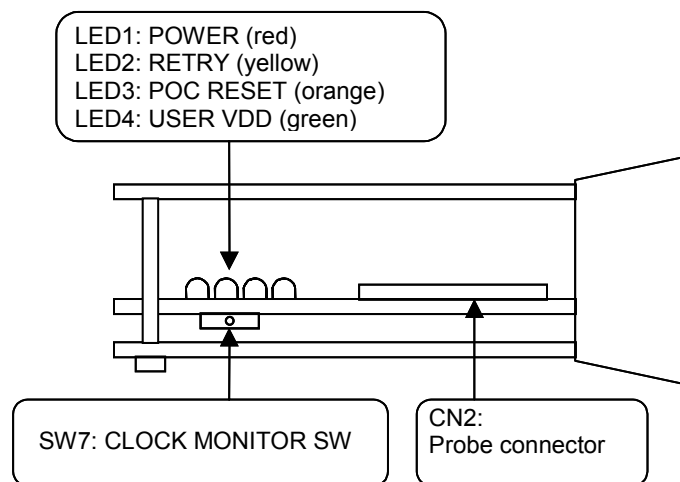 LED1: POWER (red)
LED2: RETRY (yellow)
LED3: POC RESET (orange)
LED4: USER VDD (green)
SW7: CLOCK MONITOR SW
CN2:
Probe connector